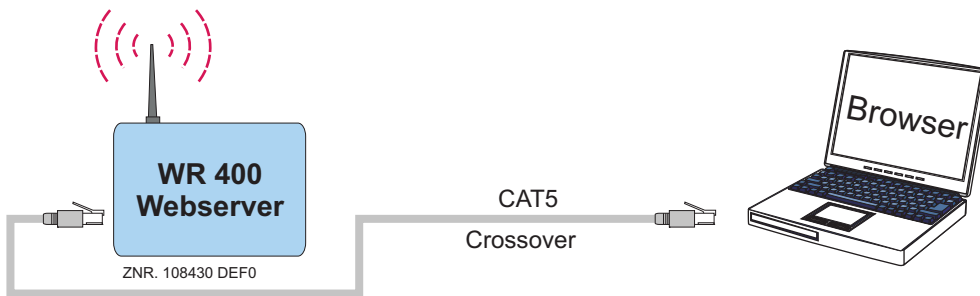 WR 400
Webserver
ZNR. 108430 DEF0
CAT5
Crossover
Browser